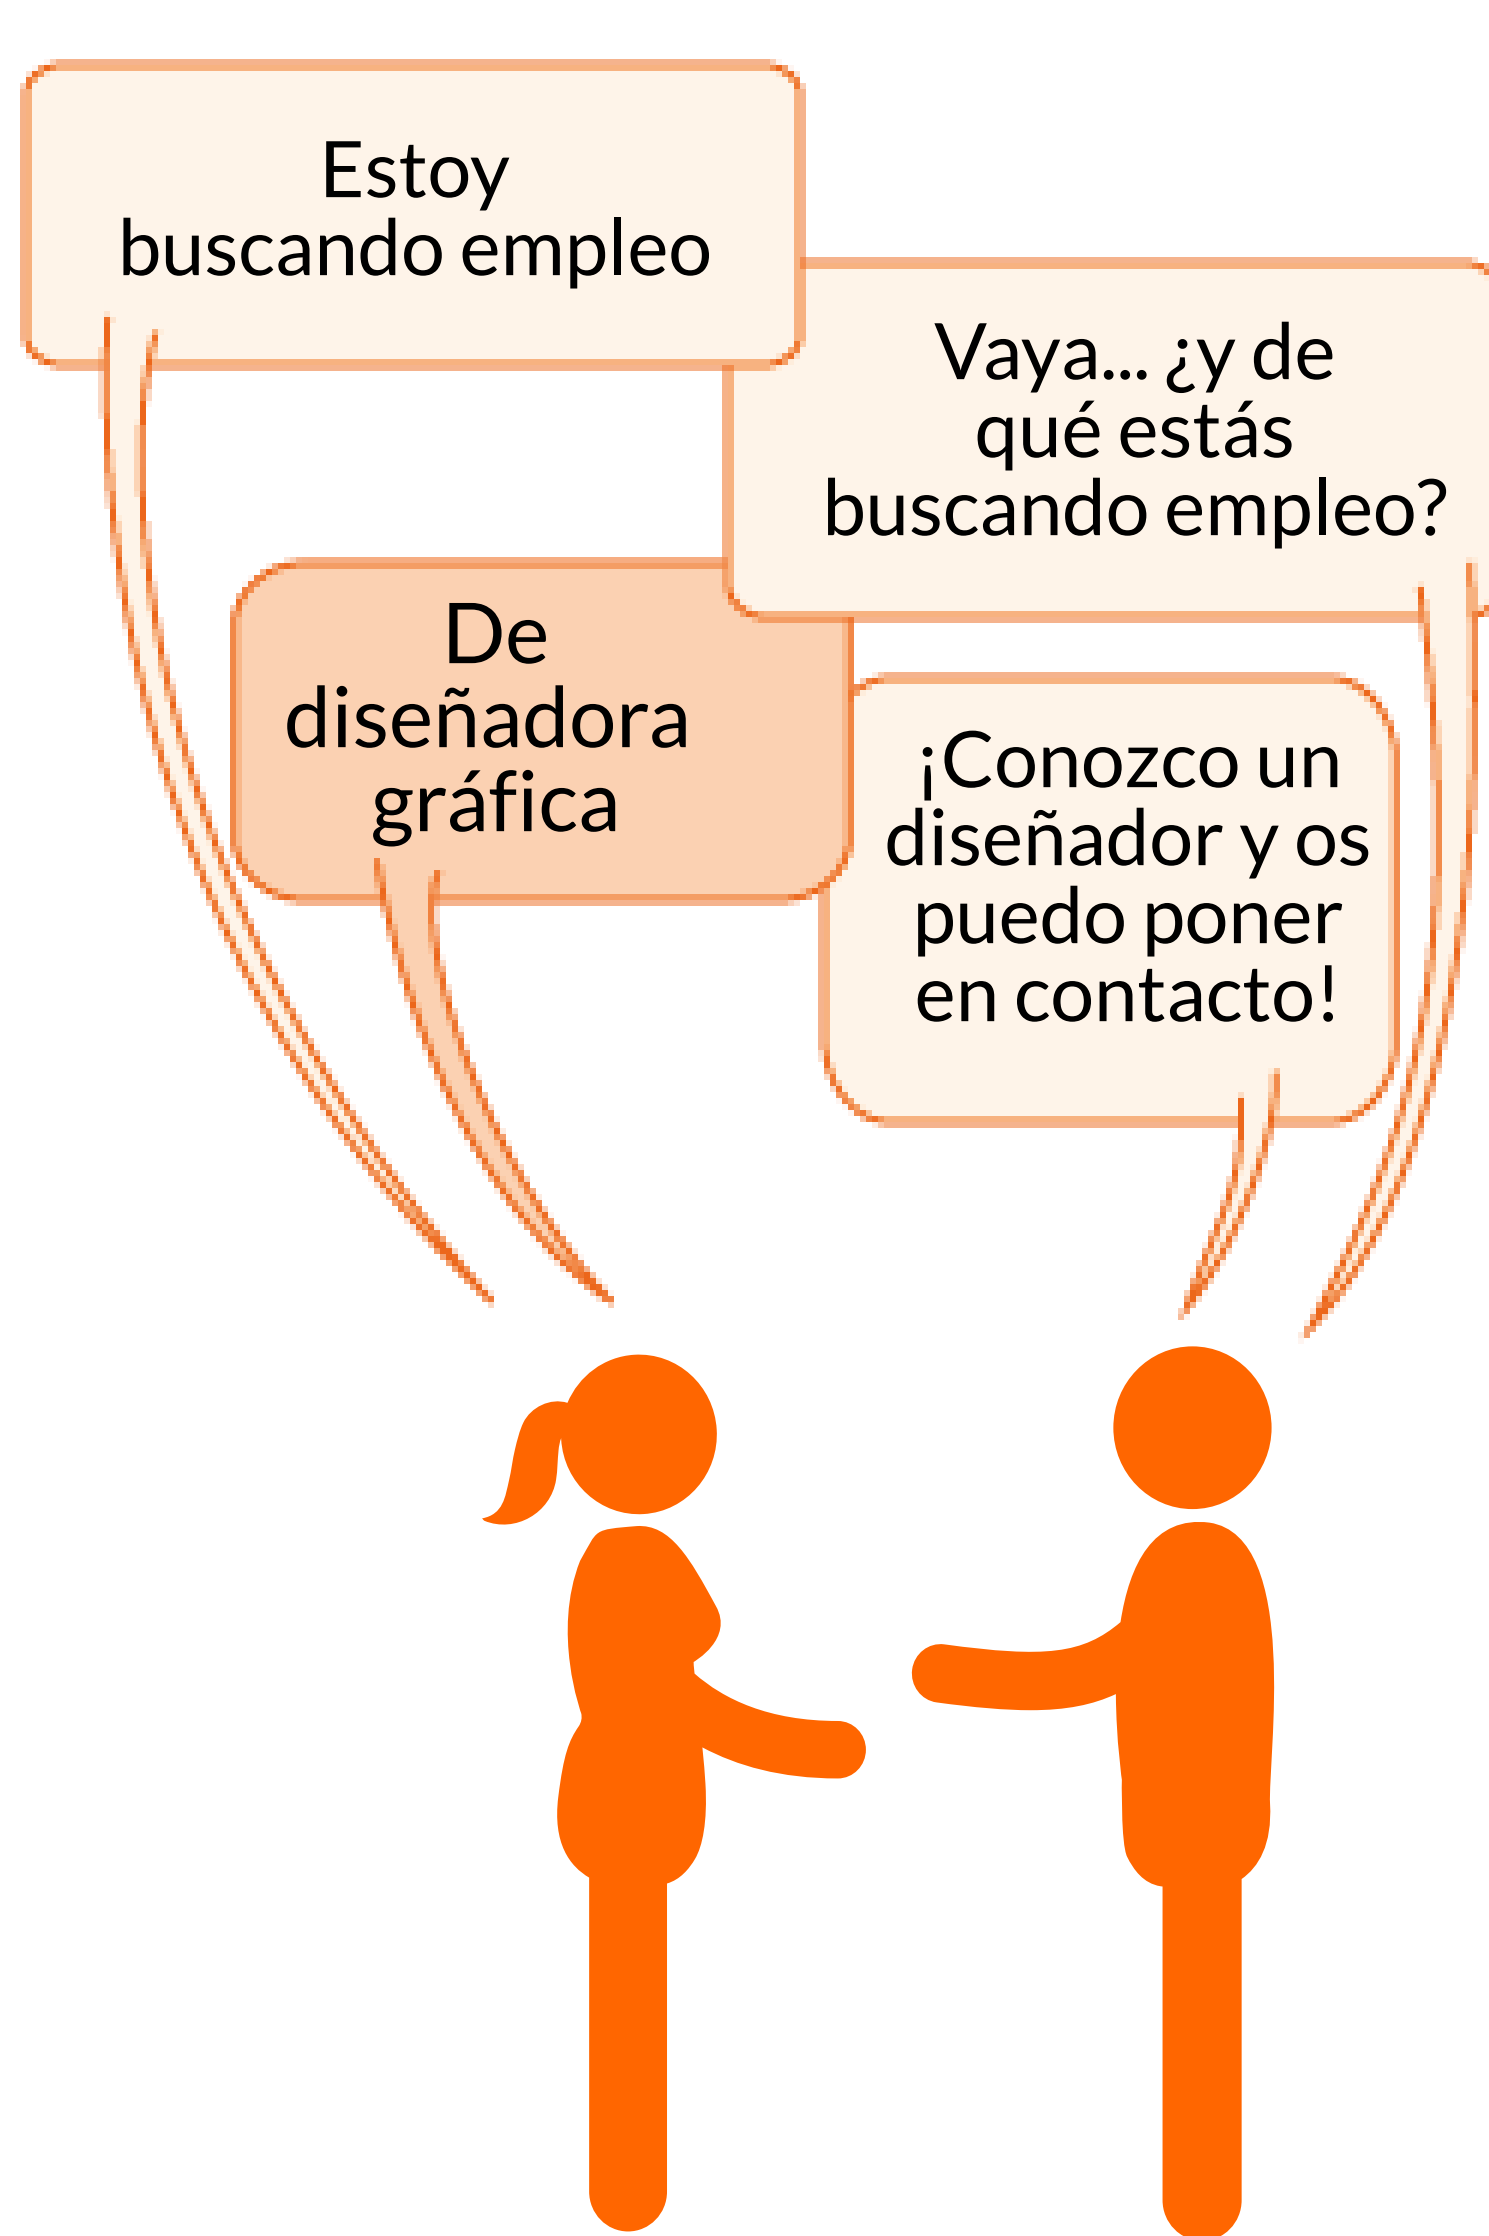 Estoy
buscando empleo
Vaya... ¿y de
qué estás
buscando empleo?
De
diseñadora
gráfica
¡Conozco un
diseñador y os
puedo poner
en contacto!